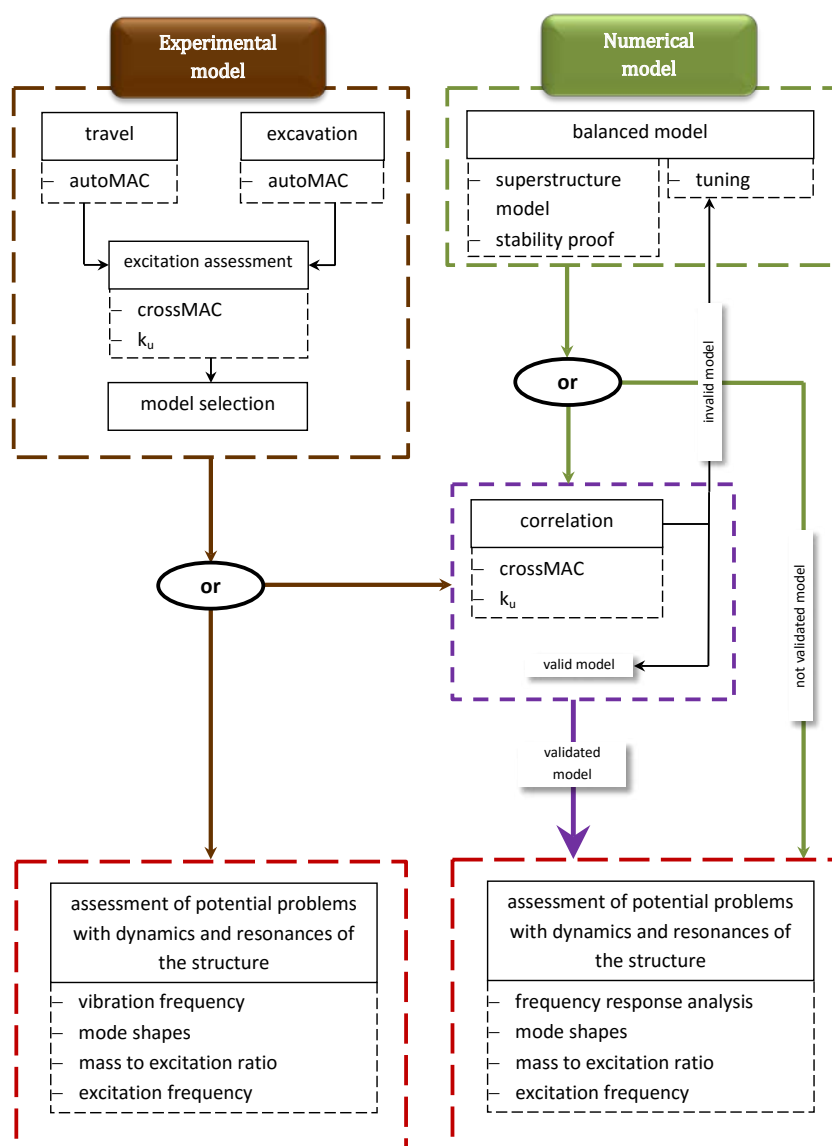 Experimental
model
Numerical
model
travel
– autoMAC
excavation
– autoMAC
excitation assessment
– crossMAC
– kᵤ
model selection
balanced model
– superstructure
model
– stability proof
– tuning
or
invalid model
correlation
– crossMAC
– kᵤ
or
valid model
not validated model
validated
model
assessment of potential problems
with dynamics and resonances of
the structure
– vibration frequency
– mode shapes
– mass to excitation ratio
– excitation frequency
assessment of potential problems
with dynamics and resonances of
the structure
– frequency response analysis
– mode shapes
– mass to excitation ratio
– excitation frequency